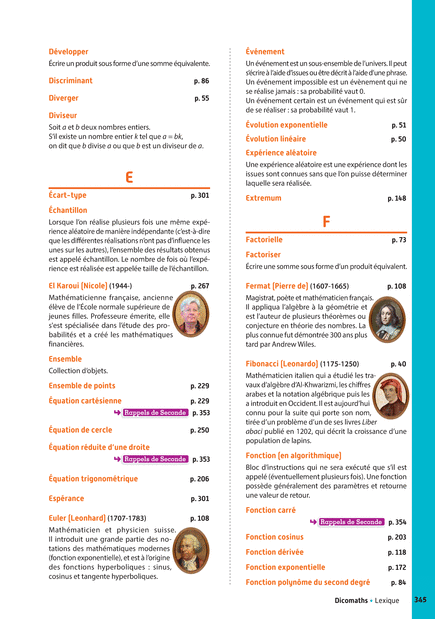 Développer
Écrire un produit sous forme d'une somme équivalente.
Discriminant p. 86
Diverger p. 55
Diviseur
Soit a et b deux nombres entiers.
S'il existe un nombre entier k tel que a = bk,
on dit que b divise a ou que b est un diviseur de a.
E
Écart-type p. 301
Échantillon
Lorsque l'on réalise plusieurs fois une même expé-
rience aléatoire de manière indépendante (c'est-à-dire
que les différentes réalisations n'ont pas d'influence les
unes sur les autres), l'ensemble des résultats obtenus
est appelé échantillon. Le nombre de fois où l'expé-
rience est réalisée est appelée taille de l'échantillon.
El Karoui [Nicole] (1944-) p. 267
Mathématicienne française, ancienne
élève de l'École normale supérieure de
jeunes filles. Professeure émérite, elle
s'est spécialisée dans l'étude des pro-
babilités et a créé les mathématiques
financières.
Ensemble
Collection d'objets.
Ensemble de points p. 229
Équation cartésienne p. 229
↪ Rappels de Seconde p. 353
Équation de cercle p. 250
Équation réduite d'une droite
↪ Rappels de Seconde p. 353
Équation trigonométrique p. 206
Espérance p. 301
Euler [Leonhard] (1707-1783) p. 108
Mathématicien et physicien suisse.
Il introduit une grande partie des no-
tations des mathématiques modernes
(fonction exponentielle), et est à l'origine
des fonctions hyperboliques : sinus,
cosinus et tangente hyperboliques.
Événement
Un événement est un sous-ensemble de l'univers. Il peut
s'écrire à l'aide d'issues ou être décrit à l'aide d'une phrase.
Un événement impossible est un évènement qui ne
se réalise jamais : sa probabilité vaut 0.
Un événement certain est un événement qui est sûr
de se réaliser : sa probabilité vaut 1.
Évolution exponentielle p. 51
Évolution linéaire p. 50
Expérience aléatoire
Une expérience aléatoire est une expérience dont les
issues sont connues sans que l'on puisse déterminer
laquelle sera réalisée.
Extremum p. 148
F
Factorielle p. 73
Factoriser
Écrire une somme sous forme d'un produit équivalent.
Fermat [Pierre de] (1607-1665) p. 108
Magistrat, poète et mathématicien français.
Il appliqua l'algèbre à la géométrie et
est l'auteur de plusieurs théorèmes ou
conjecture en théorie des nombres. La
plus connue fut démontrée 300 ans plus
tard par Andrew Wiles.
Fibonacci [Leonardo] (1175-1250) p. 40
Mathématicien italien qui a étudié les tra-
vaux d'algèbre d'Al-Khwarizmi, les chiffres
arabes et la notation algébrique puis les
a introduit en Occident. Il est aujourd'hui
connu pour la suite qui porte son nom,
tirée d'un problème d'un de ses livres Liber
abaci publié en 1202, qui décrit la croissance d'une
population de lapins.
Fonction [en algorithmique]
Bloc d'instructions qui ne sera exécuté que s'il est
appelé (éventuellement plusieurs fois). Une fonction
possède généralement des paramètres et retourne
une valeur de retour.
Fonction carré
↪ Rappels de Seconde p. 354
Fonction cosinus p. 203
Fonction dérivée p. 118
Fonction exponentielle p. 172
Fonction polynôme du second degré p. 84
Dicomaths • Lexique 345